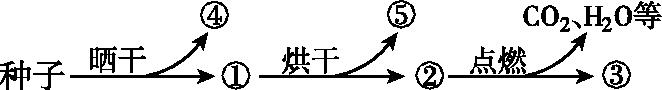 ④ ⑤ CO₂、H₂O等
种子 晒干 ① 烘干 ② 点燃 ③